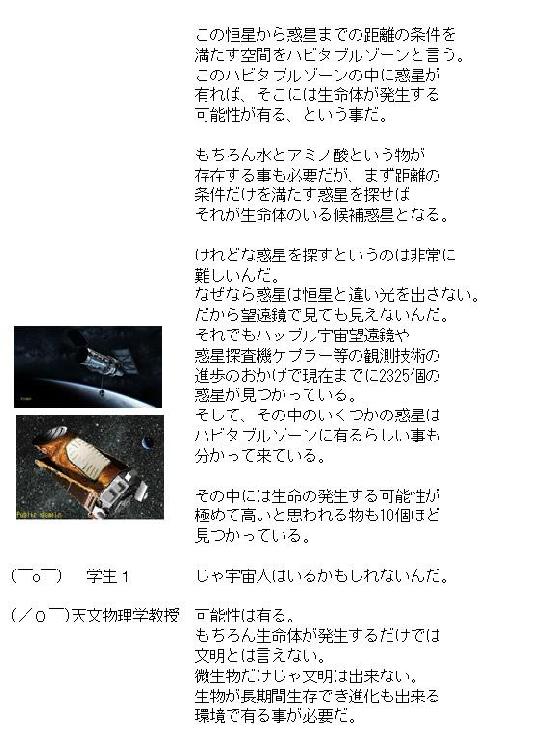 この恒星から惑星までの距離の条件を
満たす空間をハビタブルゾーンと言う。
このハビタブルゾーンの中に惑星が
有れば、そこには生命体が発生する
可能性が有る、という事だ。
もちろん水とアミノ酸という物が
存在する事も必要だが、まず距離の
条件だけを満たす惑星を探せば
それが生命体のいる候補惑星となる。
けれどな惑星を探すというのは非常に
難しいんだ。
なぜなら惑星は恒星と違い光を出さない。
だから望遠鏡で見ても見えないんだ。
それでもハッブル宇宙望遠鏡や
惑星探査機ケプラー等の観測技術の
進歩のおかげで現在までに2325個の
惑星が見つかっている。
そして、その中のいくつかの惑星は
ハビタブルゾーンに有るらしい事も
分かって来ている。
Public domain
その中には生命の発生する可能性が
極めて高いと思われる物も10個ほど
見つかっている。
(￣o￣) 学生１ じゃ宇宙人はいるかもしれないんだ。
(／０￣)天文物理学教授 可能性は有る。
もちろん生命体が発生するだけでは
文明とは言えない。
微生物だけじゃ文明は出来ない。
生物が長期間生存でき進化も出来る
環境で有る事が必要だ。